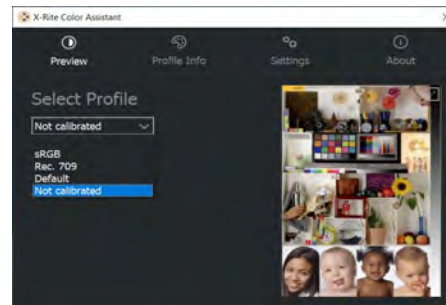 X-Rite Color Assistant
Preview
Profile Info
Settings
About
Select Profile
Not calibrated
sRGB
Rec. 709
Default
Not calibrated